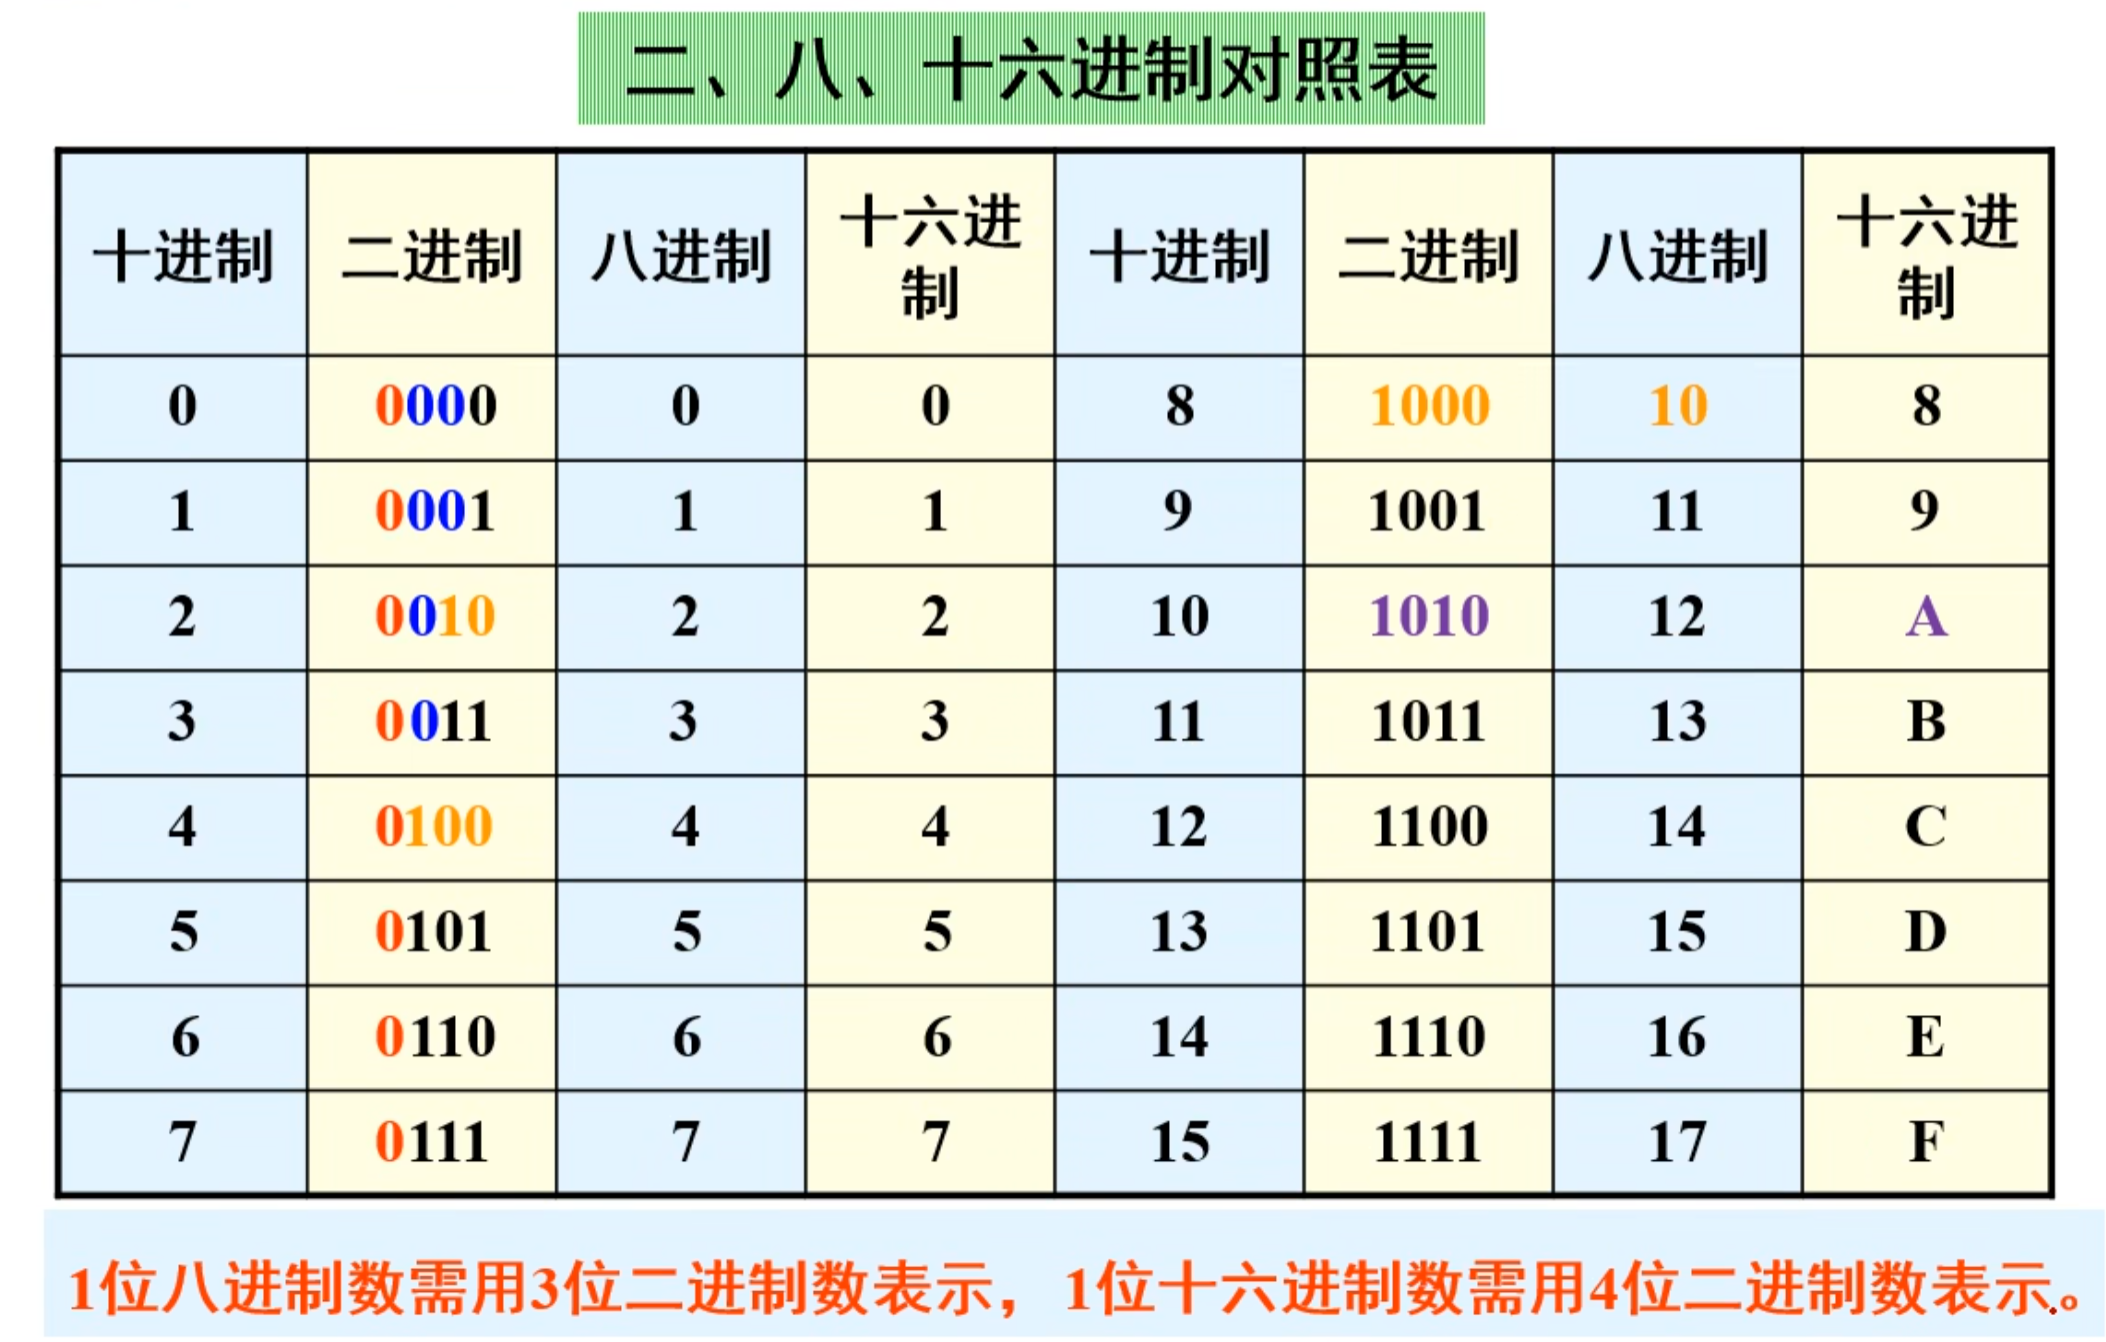 二、八、十六进制对照表
十进制 二进制 八进制 十六进制 十进制 二进制 八进制 十六进制
0 0000 0 0 8 1000 10 8
1 0001 1 1 9 1001 11 9
2 0010 2 2 10 1010 12 A
3 0011 3 3 11 1011 13 B
4 0100 4 4 12 1100 14 C
5 0101 5 5 13 1101 15 D
6 0110 6 6 14 1110 16 E
7 0111 7 7 15 1111 17 F
1位八进制数需用3位二进制数表示，1位十六进制数需用4位二进制数表示。